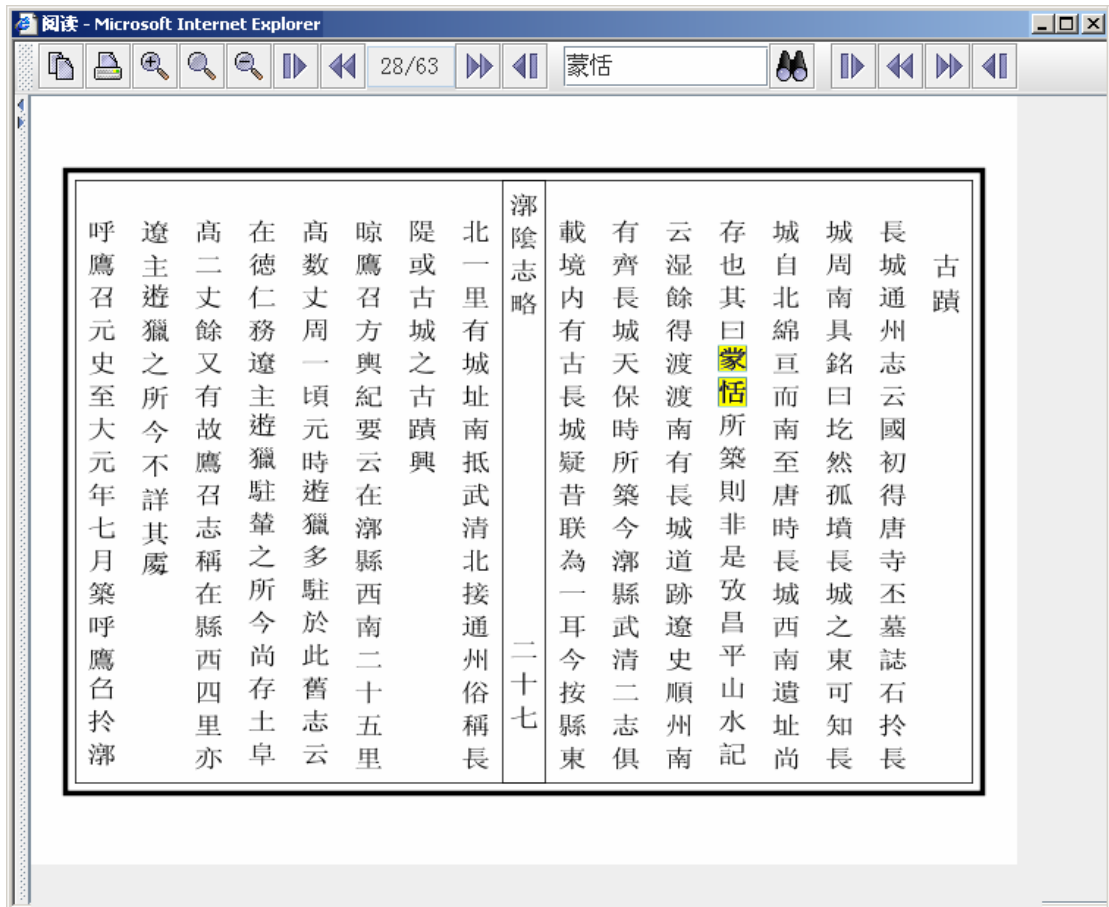 阅读 - Microsoft Internet Explorer
28/63
蒙恬
古蹟
長城通州志云國初得唐寺丕墓誌石扵長
城周南具銘曰圪然孤墳長城之東可知長
城自北綿亘而南至唐時長城西南遺址尚
存也其曰蒙恬所築則非是攷昌平山水記
云湿餘得渡渡南有長城道跡遼史順州南
有齊長城天保時所築今漷縣武清二志俱
載境内有古長城疑昔联為一耳今按縣東
漷陰志略
二十七
北一里有城址南抵武清北接通州俗稱長
隄或古城之古蹟興
晾鷹召方輿紀要云在漷縣西南二十五里
髙数丈周一頃元時遊獵多駐於此舊志云
在德仁務遼主遊獵駐輦之所今尚存土阜
髙二丈餘又有故鷹召志稱在縣西四里亦
遼主遊獵之所今不詳其處
呼鷹召元史至大元年七月築呼鷹召扵漷